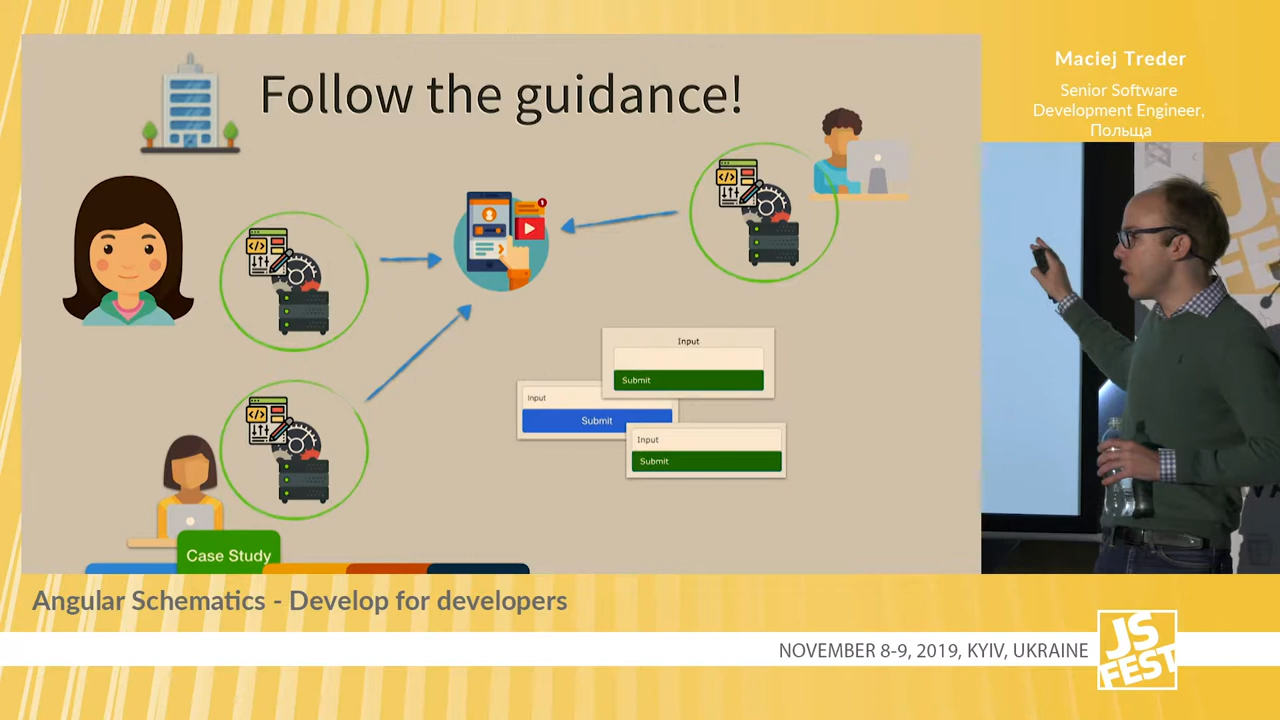 Follow the guidance!
Input
Submit
Input
Submit
Input
Submit
Case Study
Maciej Treder
Senior Software
Development Engineer,
Польща
Angular Schematics - Develop for developers
NOVEMBER 8-9, 2019, KYIV, UKRAINE
JS
FEST